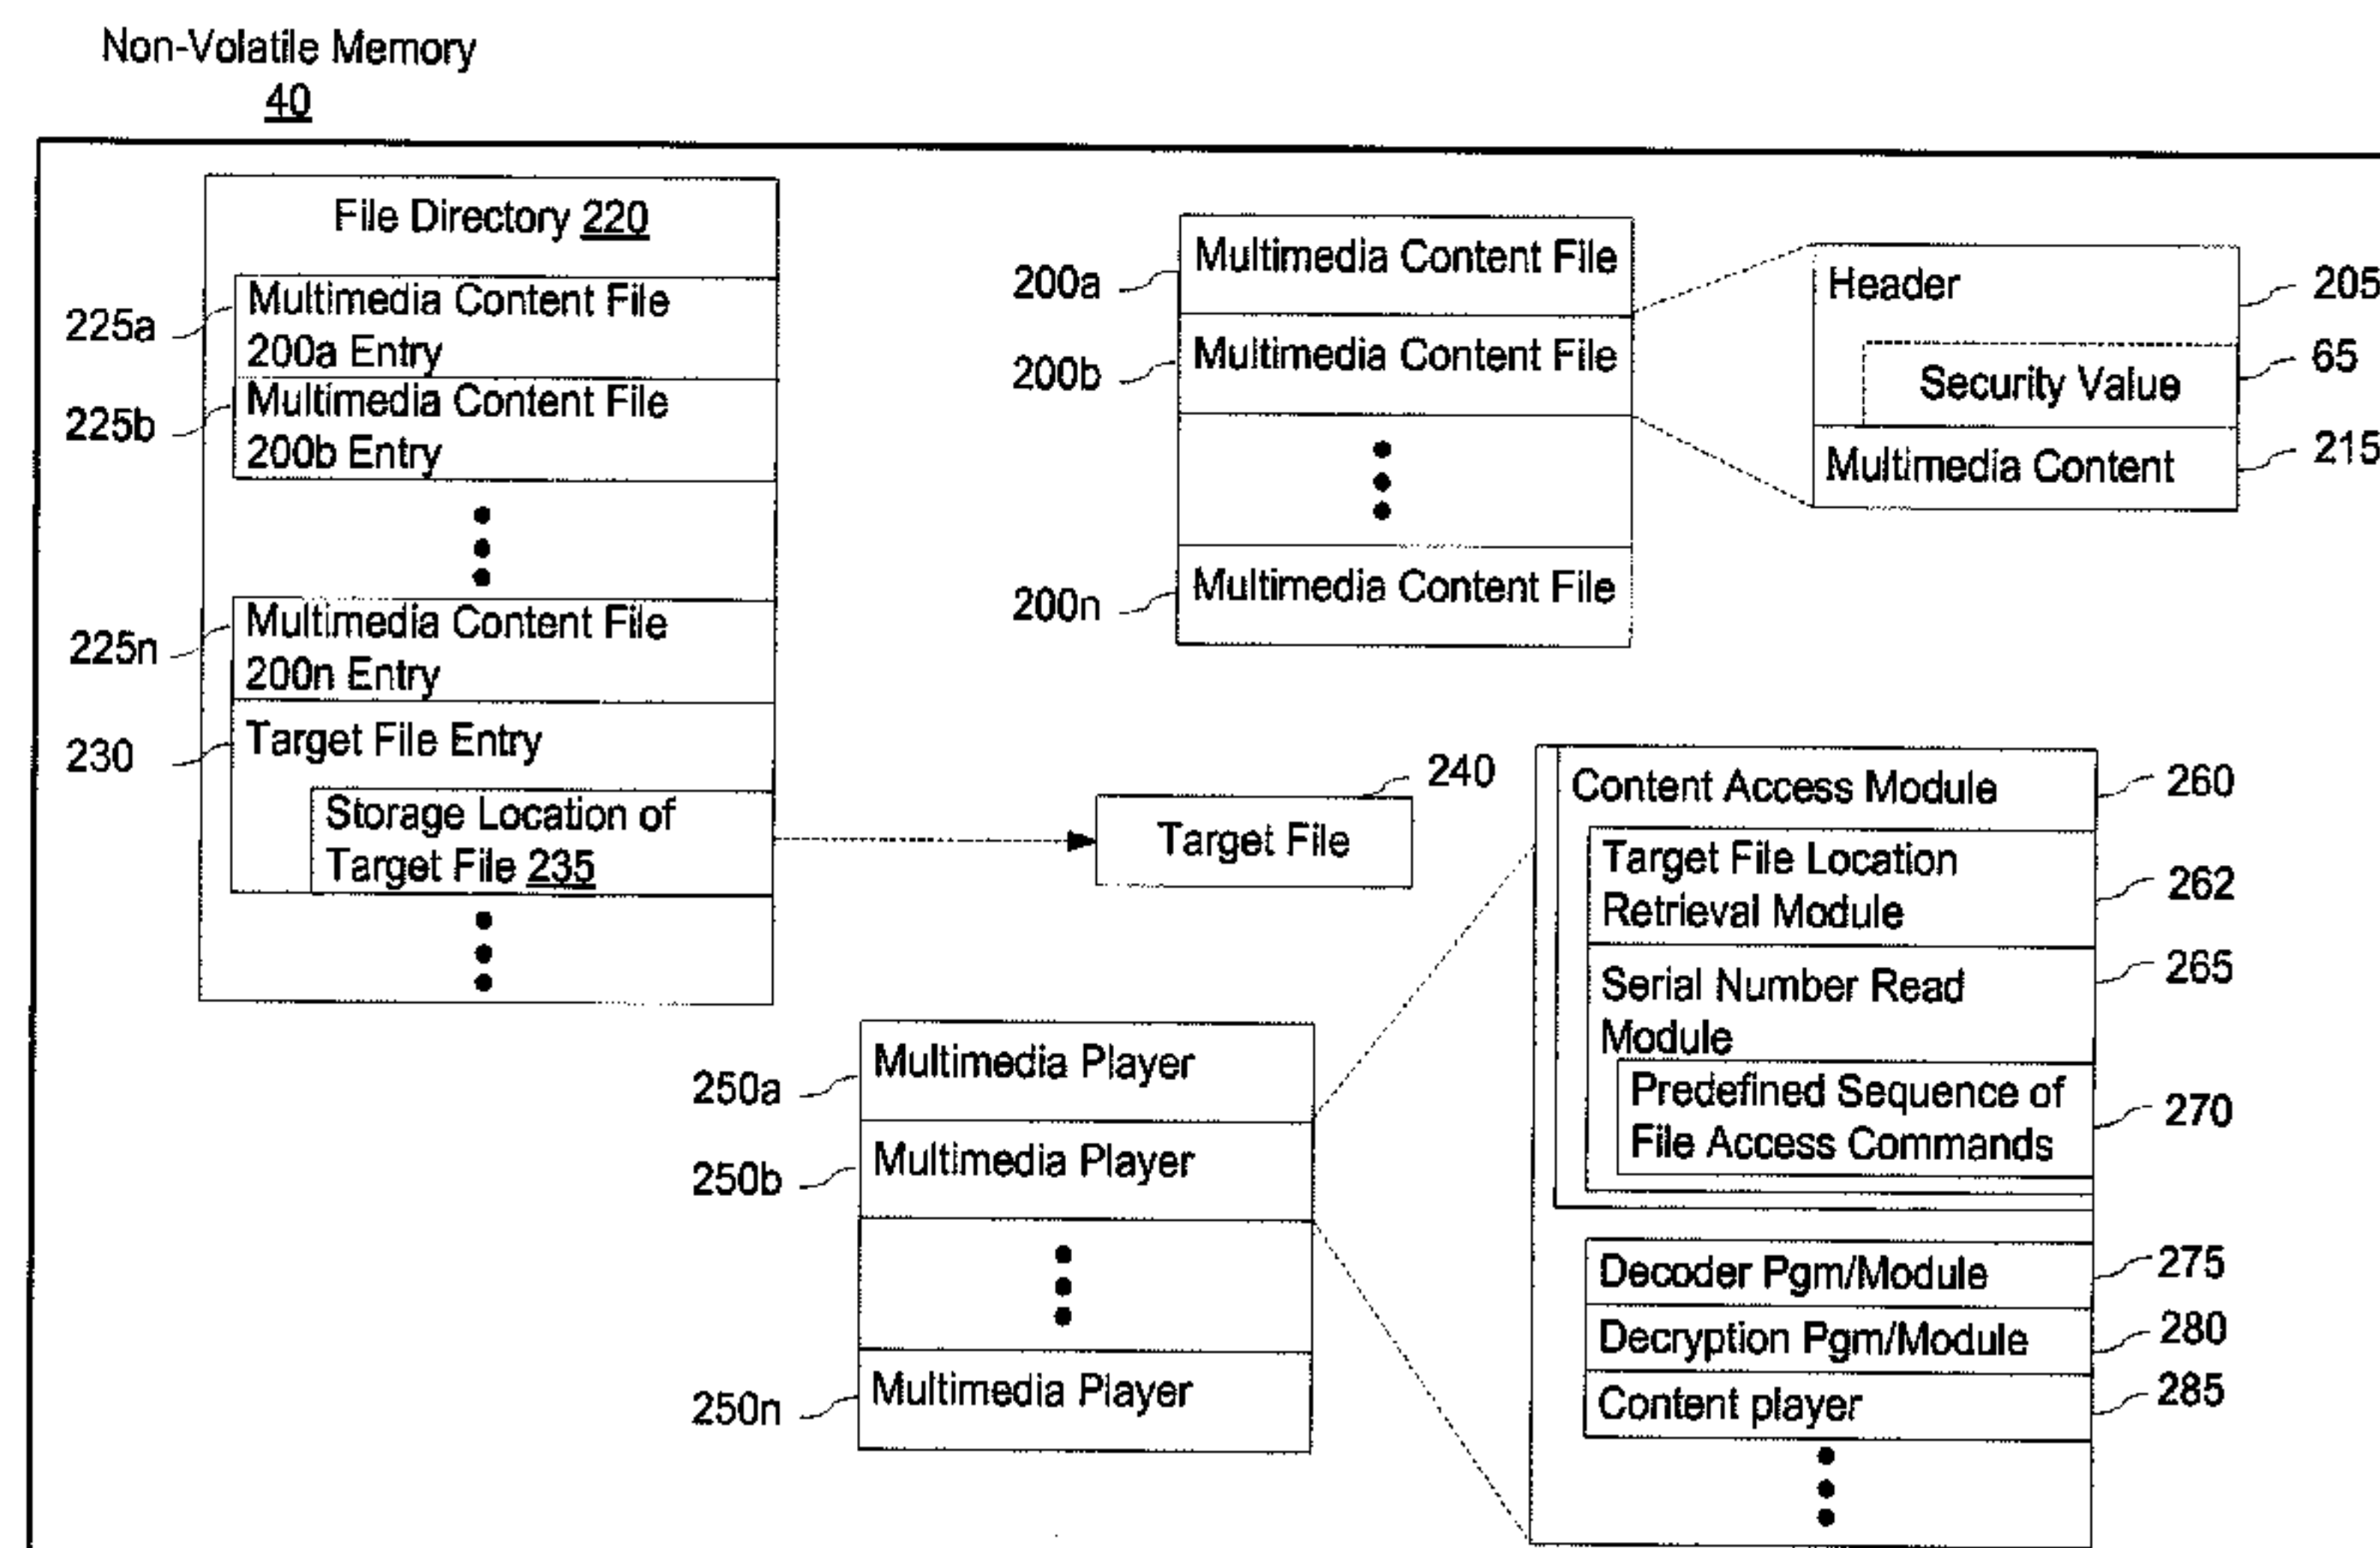 Non-Volatile Memory
40
File Directory 220
225a
Multimedia Content File
200a Entry
225b
Multimedia Content File
200b Entry
225n
Multimedia Content File
200n Entry
230
Target File Entry
Storage Location of
Target File 235
200a
Multimedia Content File
200b
Multimedia Content File
200n
Multimedia Content File
Header
205
Security Value
65
Multimedia Content
215
240
Target File
250a
Multimedia Player
250b
Multimedia Player
250n
Multimedia Player
Content Access Module
260
Target File Location
Retrieval Module
262
Serial Number Read
Module
265
Predefined Sequence of
File Access Commands
270
Decoder Pgm/Module
275
Decryption Pgm/Module
280
Content player
285